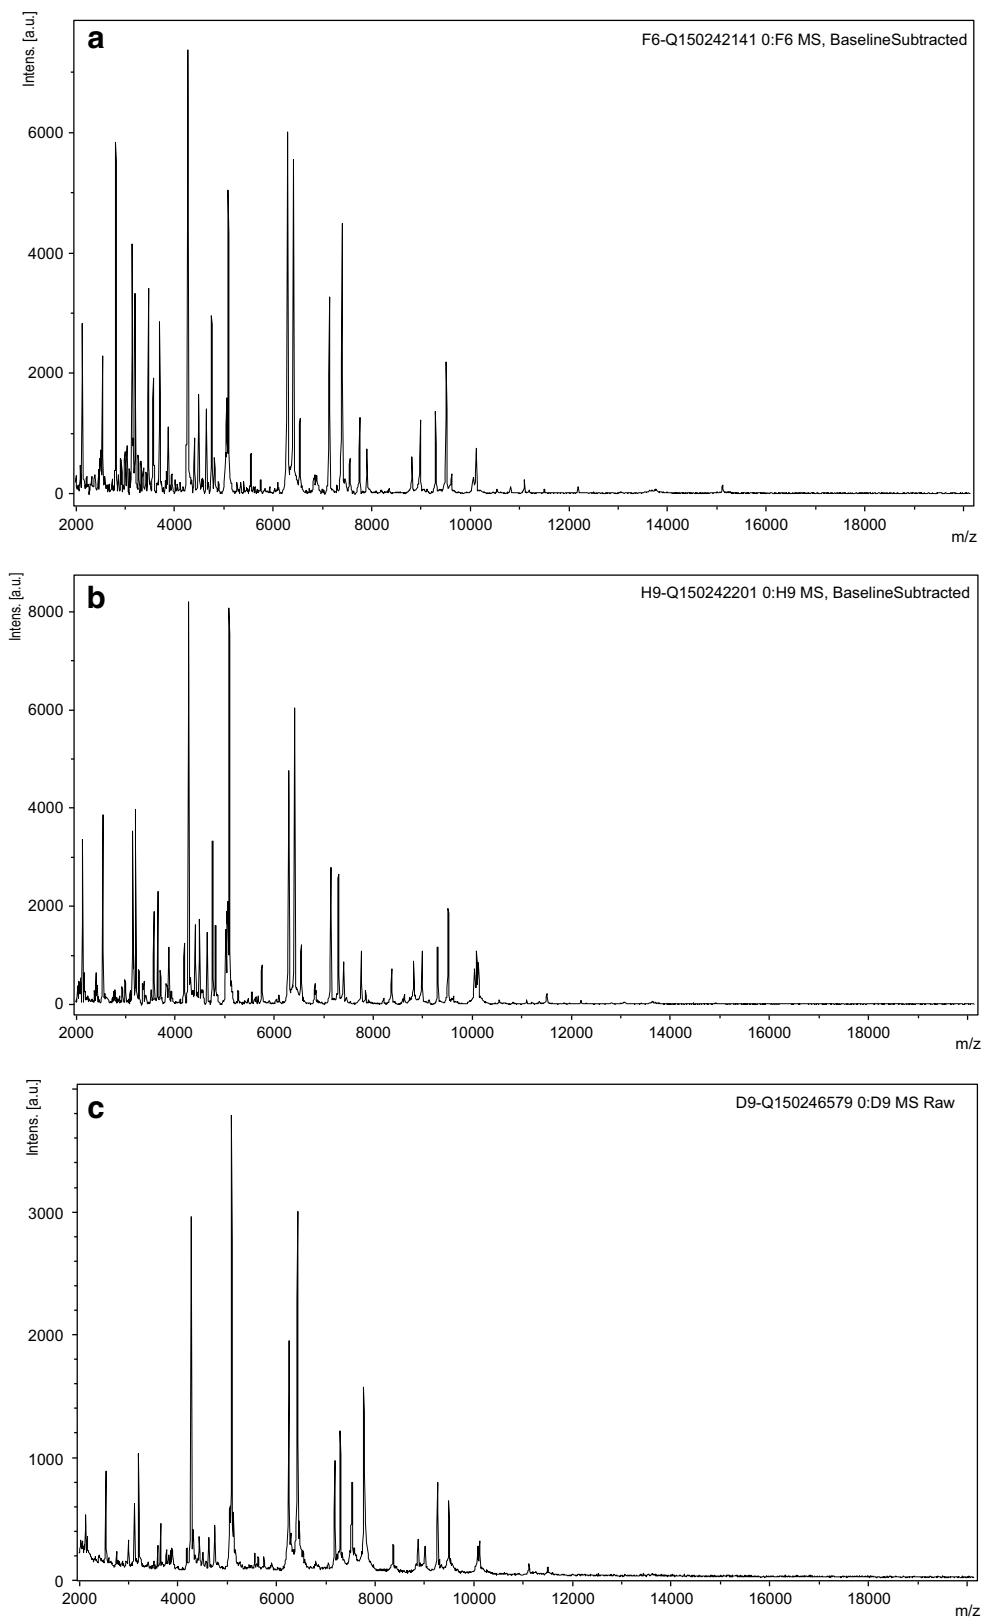 a
F6-Q150242141 0:F6 MS, BaselineSubtracted
Intens. [a.u.]
6000
4000
2000
0
2000 4000 6000 8000 10000 12000 14000 16000 18000
m/z
b
H9-Q150242201 0:H9 MS, BaselineSubtracted
Intens. [a.u.]
8000
6000
4000
2000
0
2000 4000 6000 8000 10000 12000 14000 16000 18000
m/z
c
D9-Q150246579 0:D9 MS Raw
Intens. [a.u.]
3000
2000
1000
0
2000 4000 6000 8000 10000 12000 14000 16000 18000
m/z